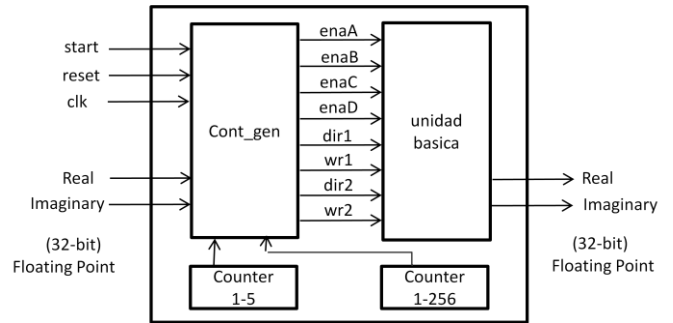 start
reset
clk
Real
Imaginary
(32-bit)
Floating Point
Cont_gen
enaA
enaB
enaC
enaD
dir1
wr1
dir2
wr2
unidad
basica
Counter
1-5
Counter
1-256
Real
Imaginary
(32-bit)
Floating Point